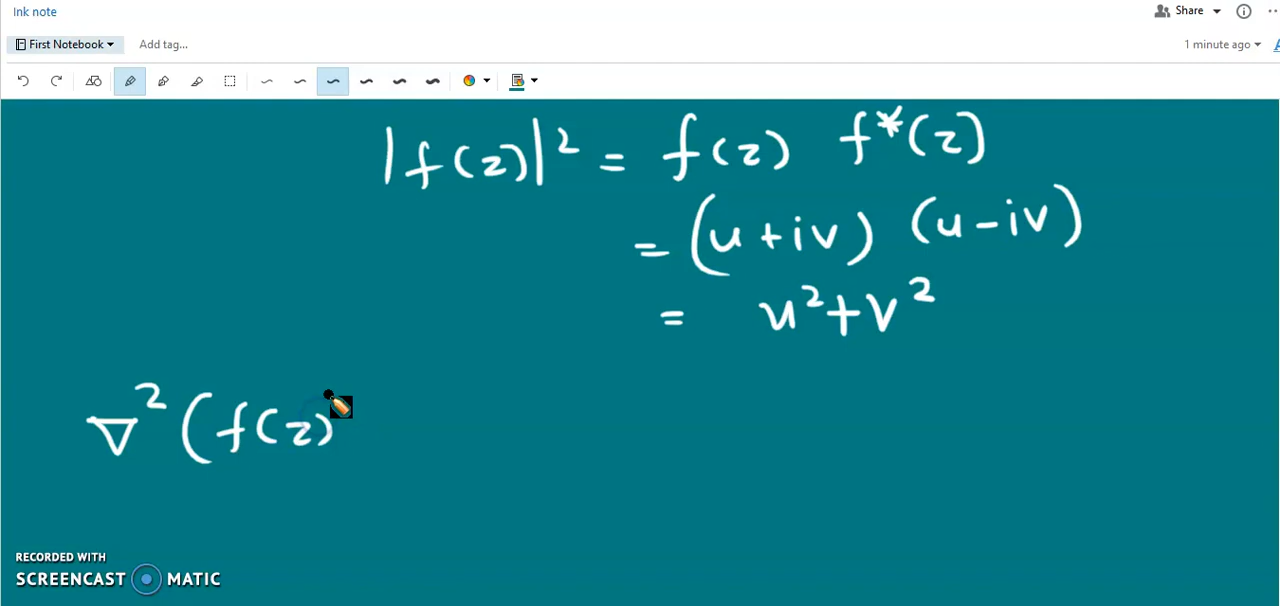 Ink note
Share
First Notebook
Add tag...
1 minute ago
|f(z)|² = f(z) f*(z)
= (u+iv) (u-iv)
= u²+v²
∇² (f(z)
RECORDED WITH
SCREENCAST MATIC